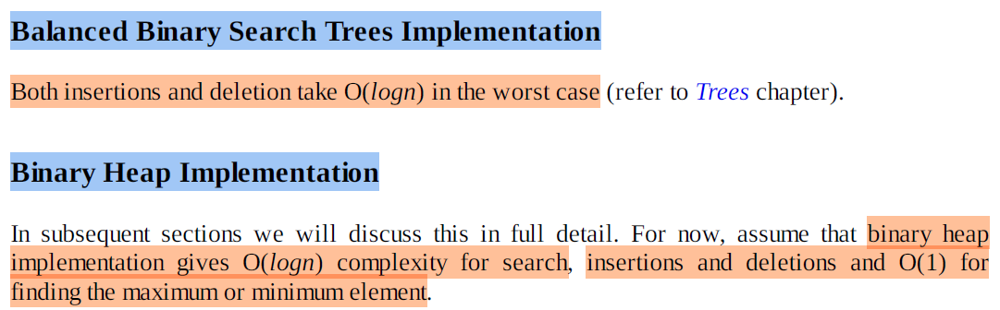 Balanced Binary Search Trees Implementation
Both insertions and deletion take O(logn) in the worst case (refer to Trees chapter).
Binary Heap Implementation
In subsequent sections we will discuss this in full detail. For now, assume that binary heap
implementation gives O(logn) complexity for search, insertions and deletions and O(1) for
finding the maximum or minimum element.